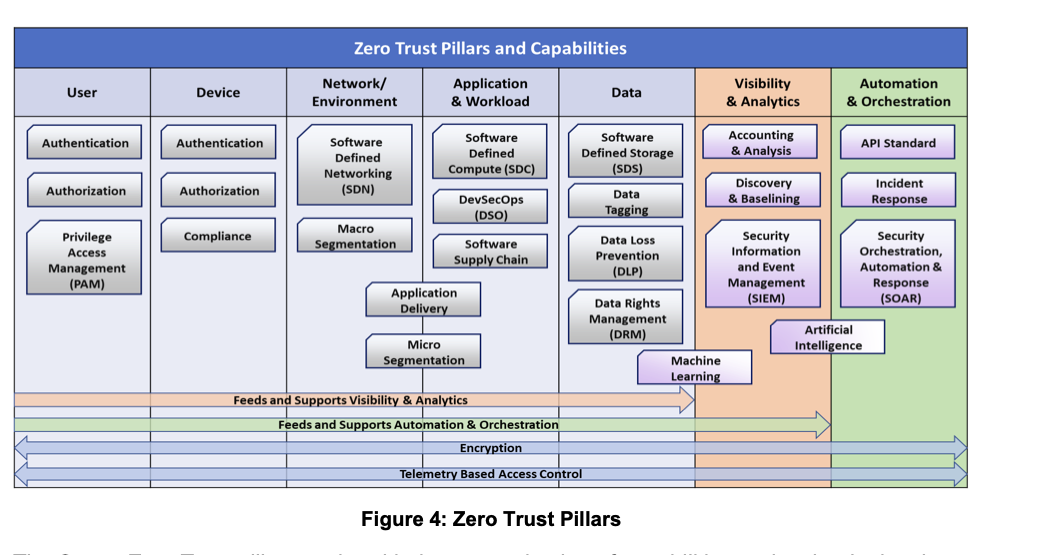 Zero Trust Pillars and Capabilities
User
Device
Network/
Environment
Application
& Workload
Data
Visibility
& Analytics
Automation
& Orchestration
Authentication
Authorization
Privilege
Access
Management
(PAM)
Authentication
Authorization
Compliance
Software
Defined
Networking
(SDN)
Macro
Segmentation
Application
Delivery
Micro
Segmentation
Software
Defined
Compute (SDC)
DevSecOps
(DSO)
Software
Supply Chain
Software
Defined Storage
(SDS)
Data
Tagging
Data Loss
Prevention
(DLP)
Data Rights
Management
(DRM)
Machine
Learning
Accounting
& Analysis
Discovery
& Baselining
Security
Information
and Event
Management
(SIEM)
Artificial
Intelligence
API Standard
Incident
Response
Security
Orchestration,
Automation &
Response
(SOAR)
Feeds and Supports Visibility & Analytics
Feeds and Supports Automation & Orchestration
Encryption
Telemetry Based Access Control
Figure 4: Zero Trust Pillars